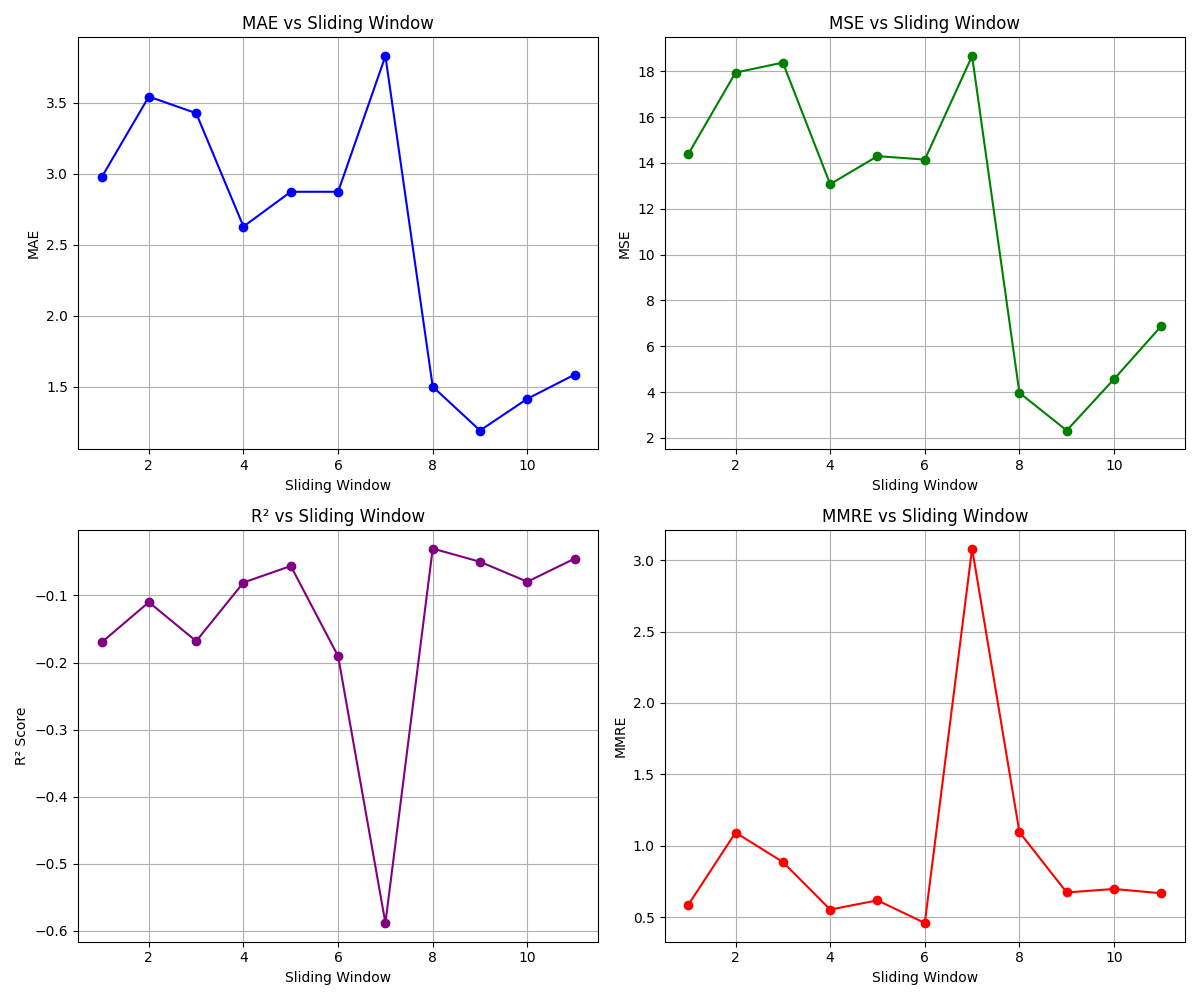 MAE vs Sliding Window
MAE
3.5
3.0
2.5
2.0
1.5
2 4 6 8 10
Sliding Window
MSE vs Sliding Window
MSE
18
16
14
12
10
8
6
4
2
2 4 6 8 10
Sliding Window
R² vs Sliding Window
R² Score
−0.1
−0.2
−0.3
−0.4
−0.5
−0.6
2 4 6 8 10
Sliding Window
MMRE vs Sliding Window
MMRE
3.0
2.5
2.0
1.5
1.0
0.5
2 4 6 8 10
Sliding Window